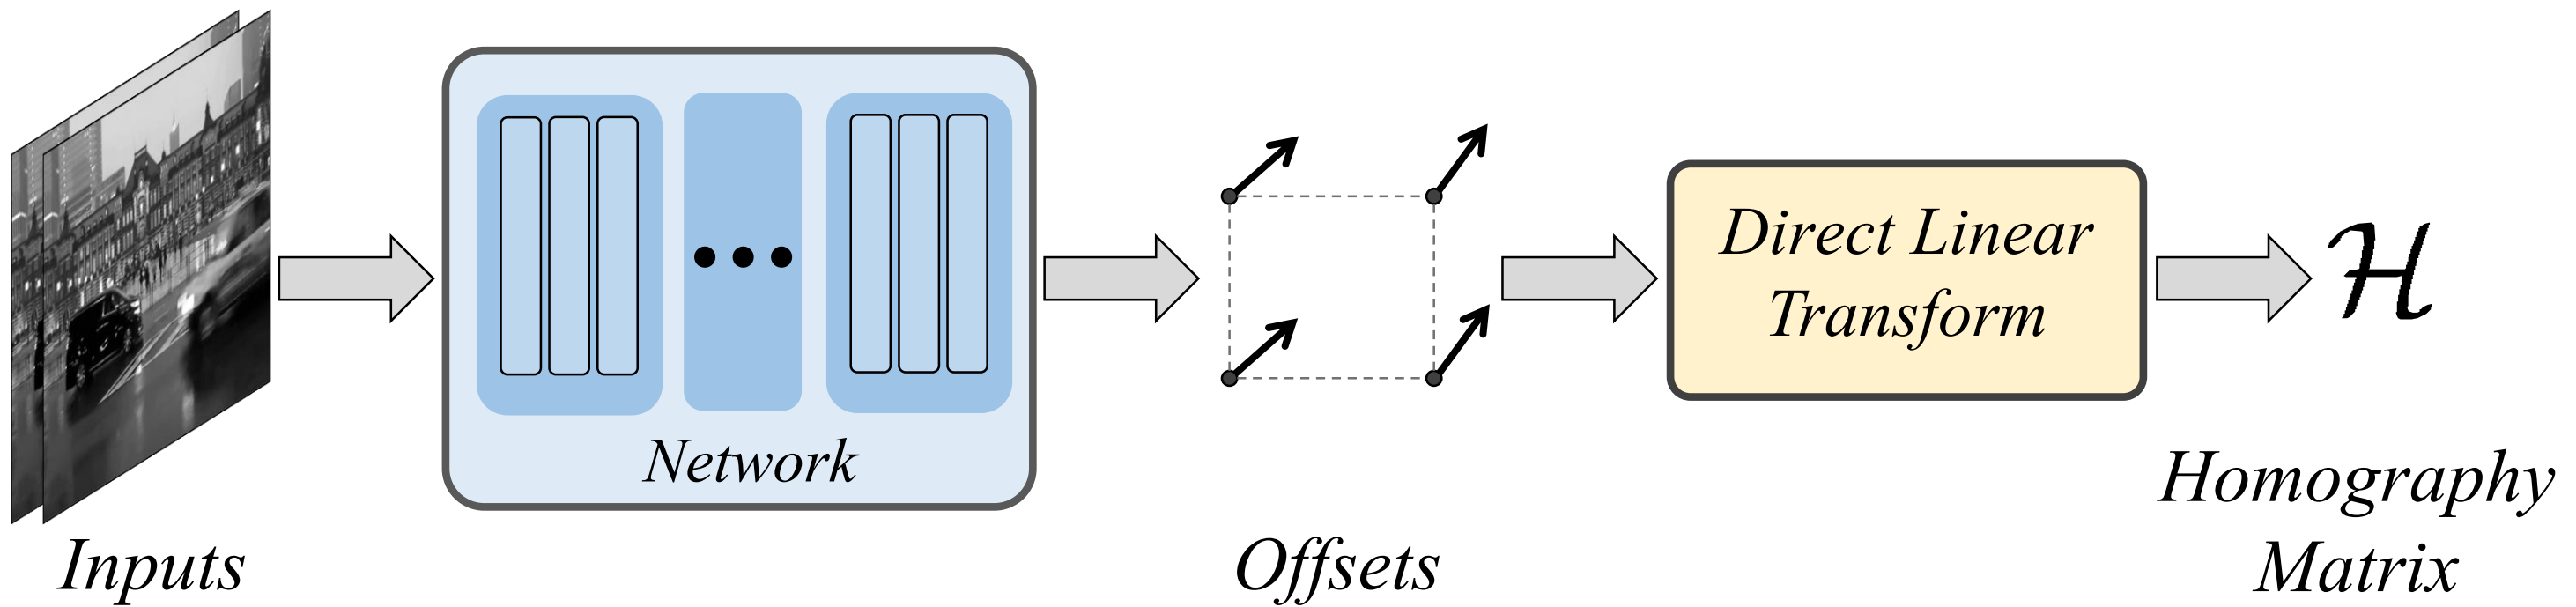 Inputs
Network
Offsets
Direct Linear
Transform
ℋ
Homography
Matrix